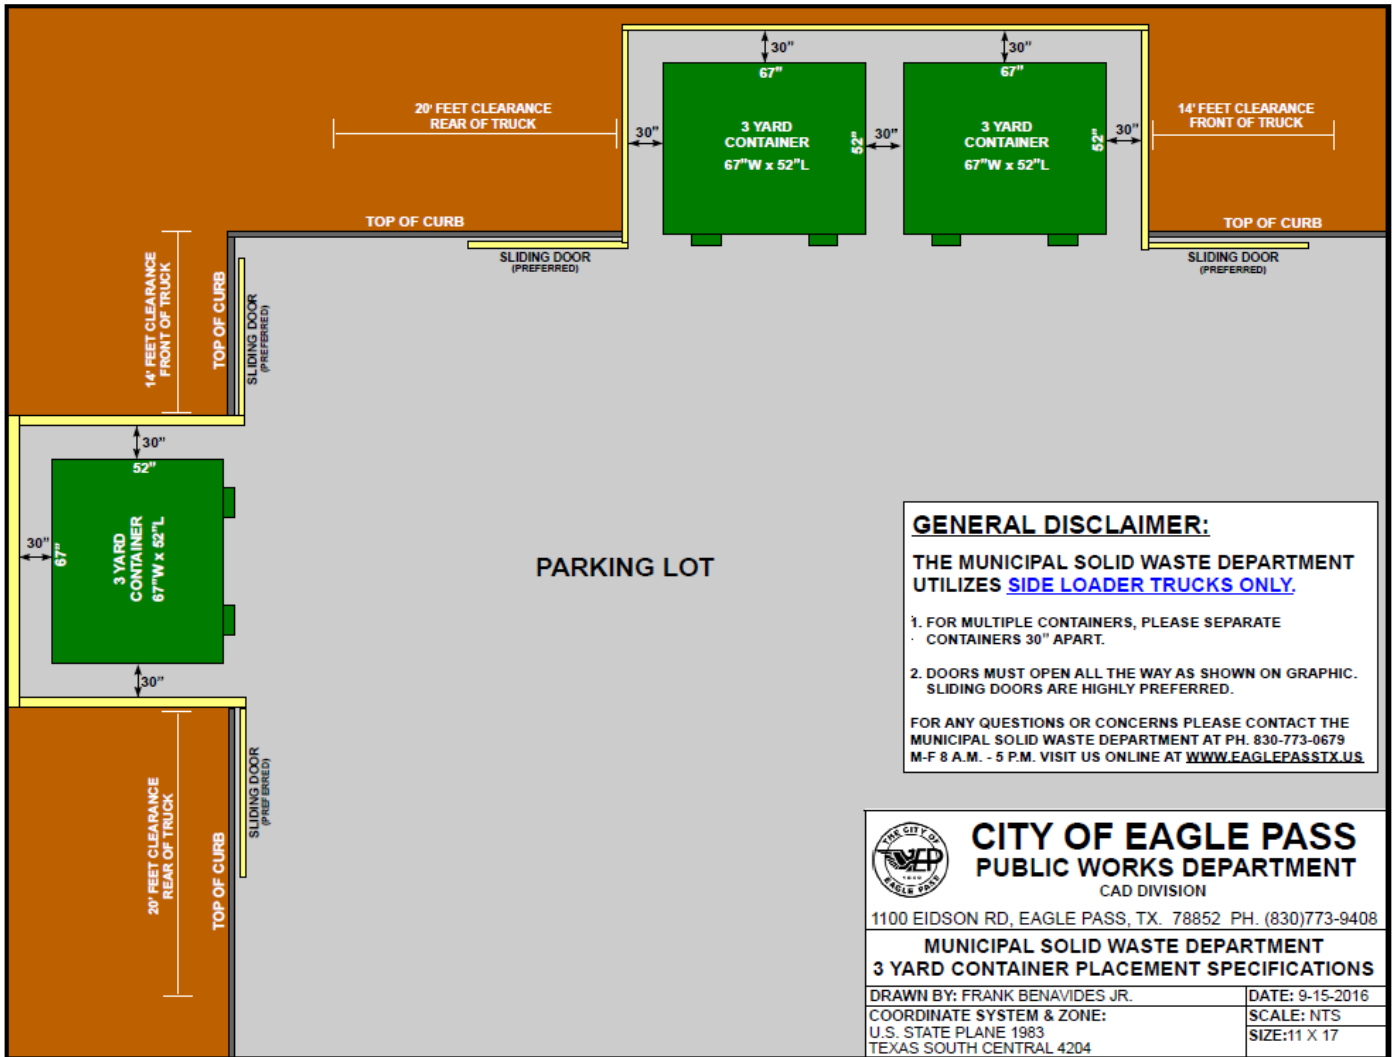 30"
30"
67"
67"
20' FEET CLEARANCE
REAR OF TRUCK
14' FEET CLEARANCE
FRONT OF TRUCK
30"
3 YARD
CONTAINER
67"W x 52"L
52"
30"
3 YARD
CONTAINER
67"W x 52"L
52"
30"
TOP OF CURB
TOP OF CURB
SLIDING DOOR
(PREFERRED)
SLIDING DOOR
(PREFERRED)
14' FEET CLEARANCE
FRONT OF TRUCK
TOP OF CURB
SLIDING DOOR
(PREFERRED)
30"
52"
30"
67"
3 YARD
CONTAINER
67"W x 52"L
30"
PARKING LOT
20' FEET CLEARANCE
REAR OF TRUCK
TOP OF CURB
SLIDING DOOR
(PREFERRED)
GENERAL DISCLAIMER:
THE MUNICIPAL SOLID WASTE DEPARTMENT
UTILIZES SIDE LOADER TRUCKS ONLY.
1. FOR MULTIPLE CONTAINERS, PLEASE SEPARATE
CONTAINERS 30" APART.
2. DOORS MUST OPEN ALL THE WAY AS SHOWN ON GRAPHIC.
SLIDING DOORS ARE HIGHLY PREFERRED.
FOR ANY QUESTIONS OR CONCERNS PLEASE CONTACT THE
MUNICIPAL SOLID WASTE DEPARTMENT AT PH. 830-773-0679
M-F 8 A.M. - 5 P.M. VISIT US ONLINE AT WWW.EAGLEPASSTX.US
THE CITY OF
EP
EAGLE PASS
CITY OF EAGLE PASS
PUBLIC WORKS DEPARTMENT
CAD DIVISION
1100 EIDSON RD, EAGLE PASS, TX. 78852 PH. (830)773-9408
MUNICIPAL SOLID WASTE DEPARTMENT
3 YARD CONTAINER PLACEMENT SPECIFICATIONS
DRAWN BY: FRANK BENAVIDES JR.
DATE: 9-15-2016
COORDINATE SYSTEM & ZONE:
U.S. STATE PLANE 1983
TEXAS SOUTH CENTRAL 4204
SCALE: NTS
SIZE:11 X 17